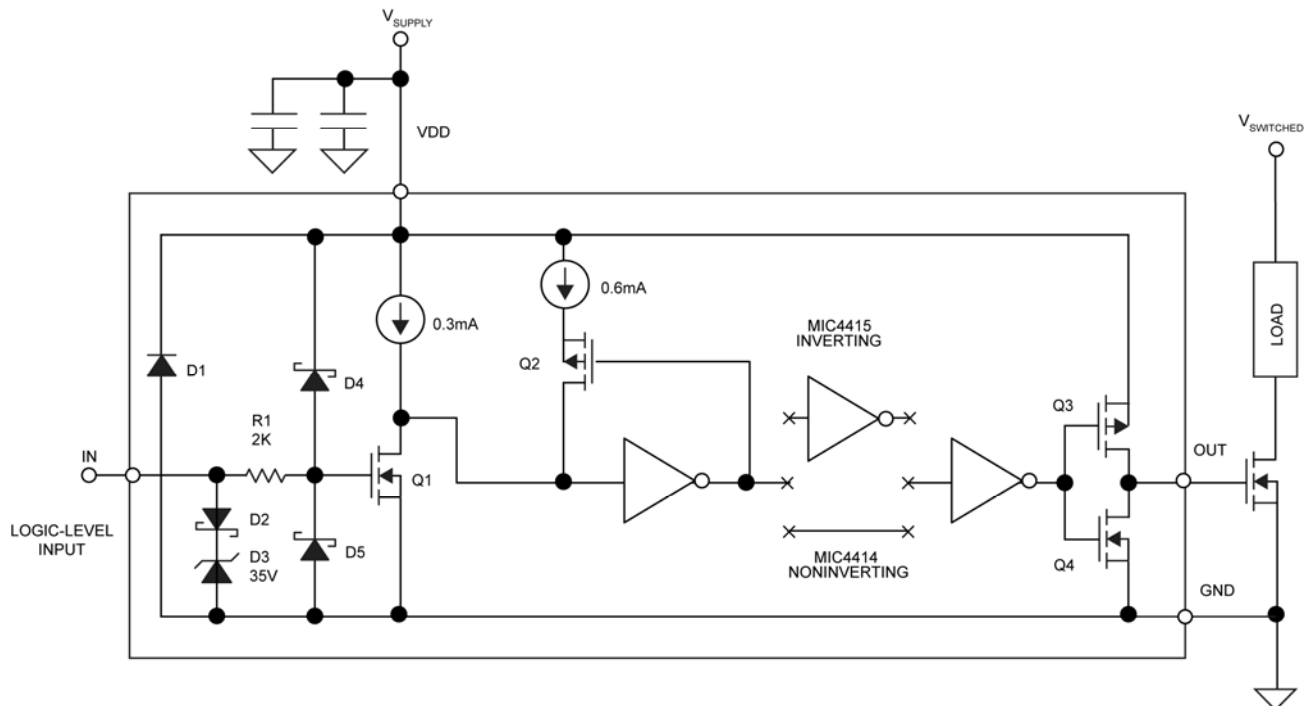 VSUPPLY
VDD
VSWITCHED
0.6mA
0.3mA
MIC4415
INVERTING
LOAD
Q2
D1
D4
R1
2K
Q3
IN
Q1
OUT
LOGIC-LEVEL
INPUT
D2
D3
35V
D5
MIC4414
NONINVERTING
Q4
GND